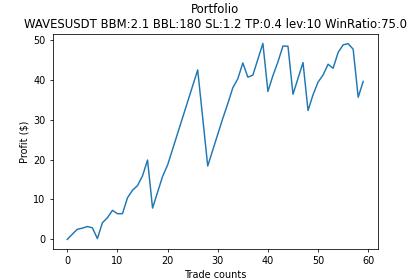 Portfolio
WAVESUSDT BBM:2.1 BBL:180 SL:1.2 TP:0.4 lev:10 WinRatio:75.0
50
40
30
20
10
0
Profit ($)
0 10 20 30 40 50 60
Trade counts